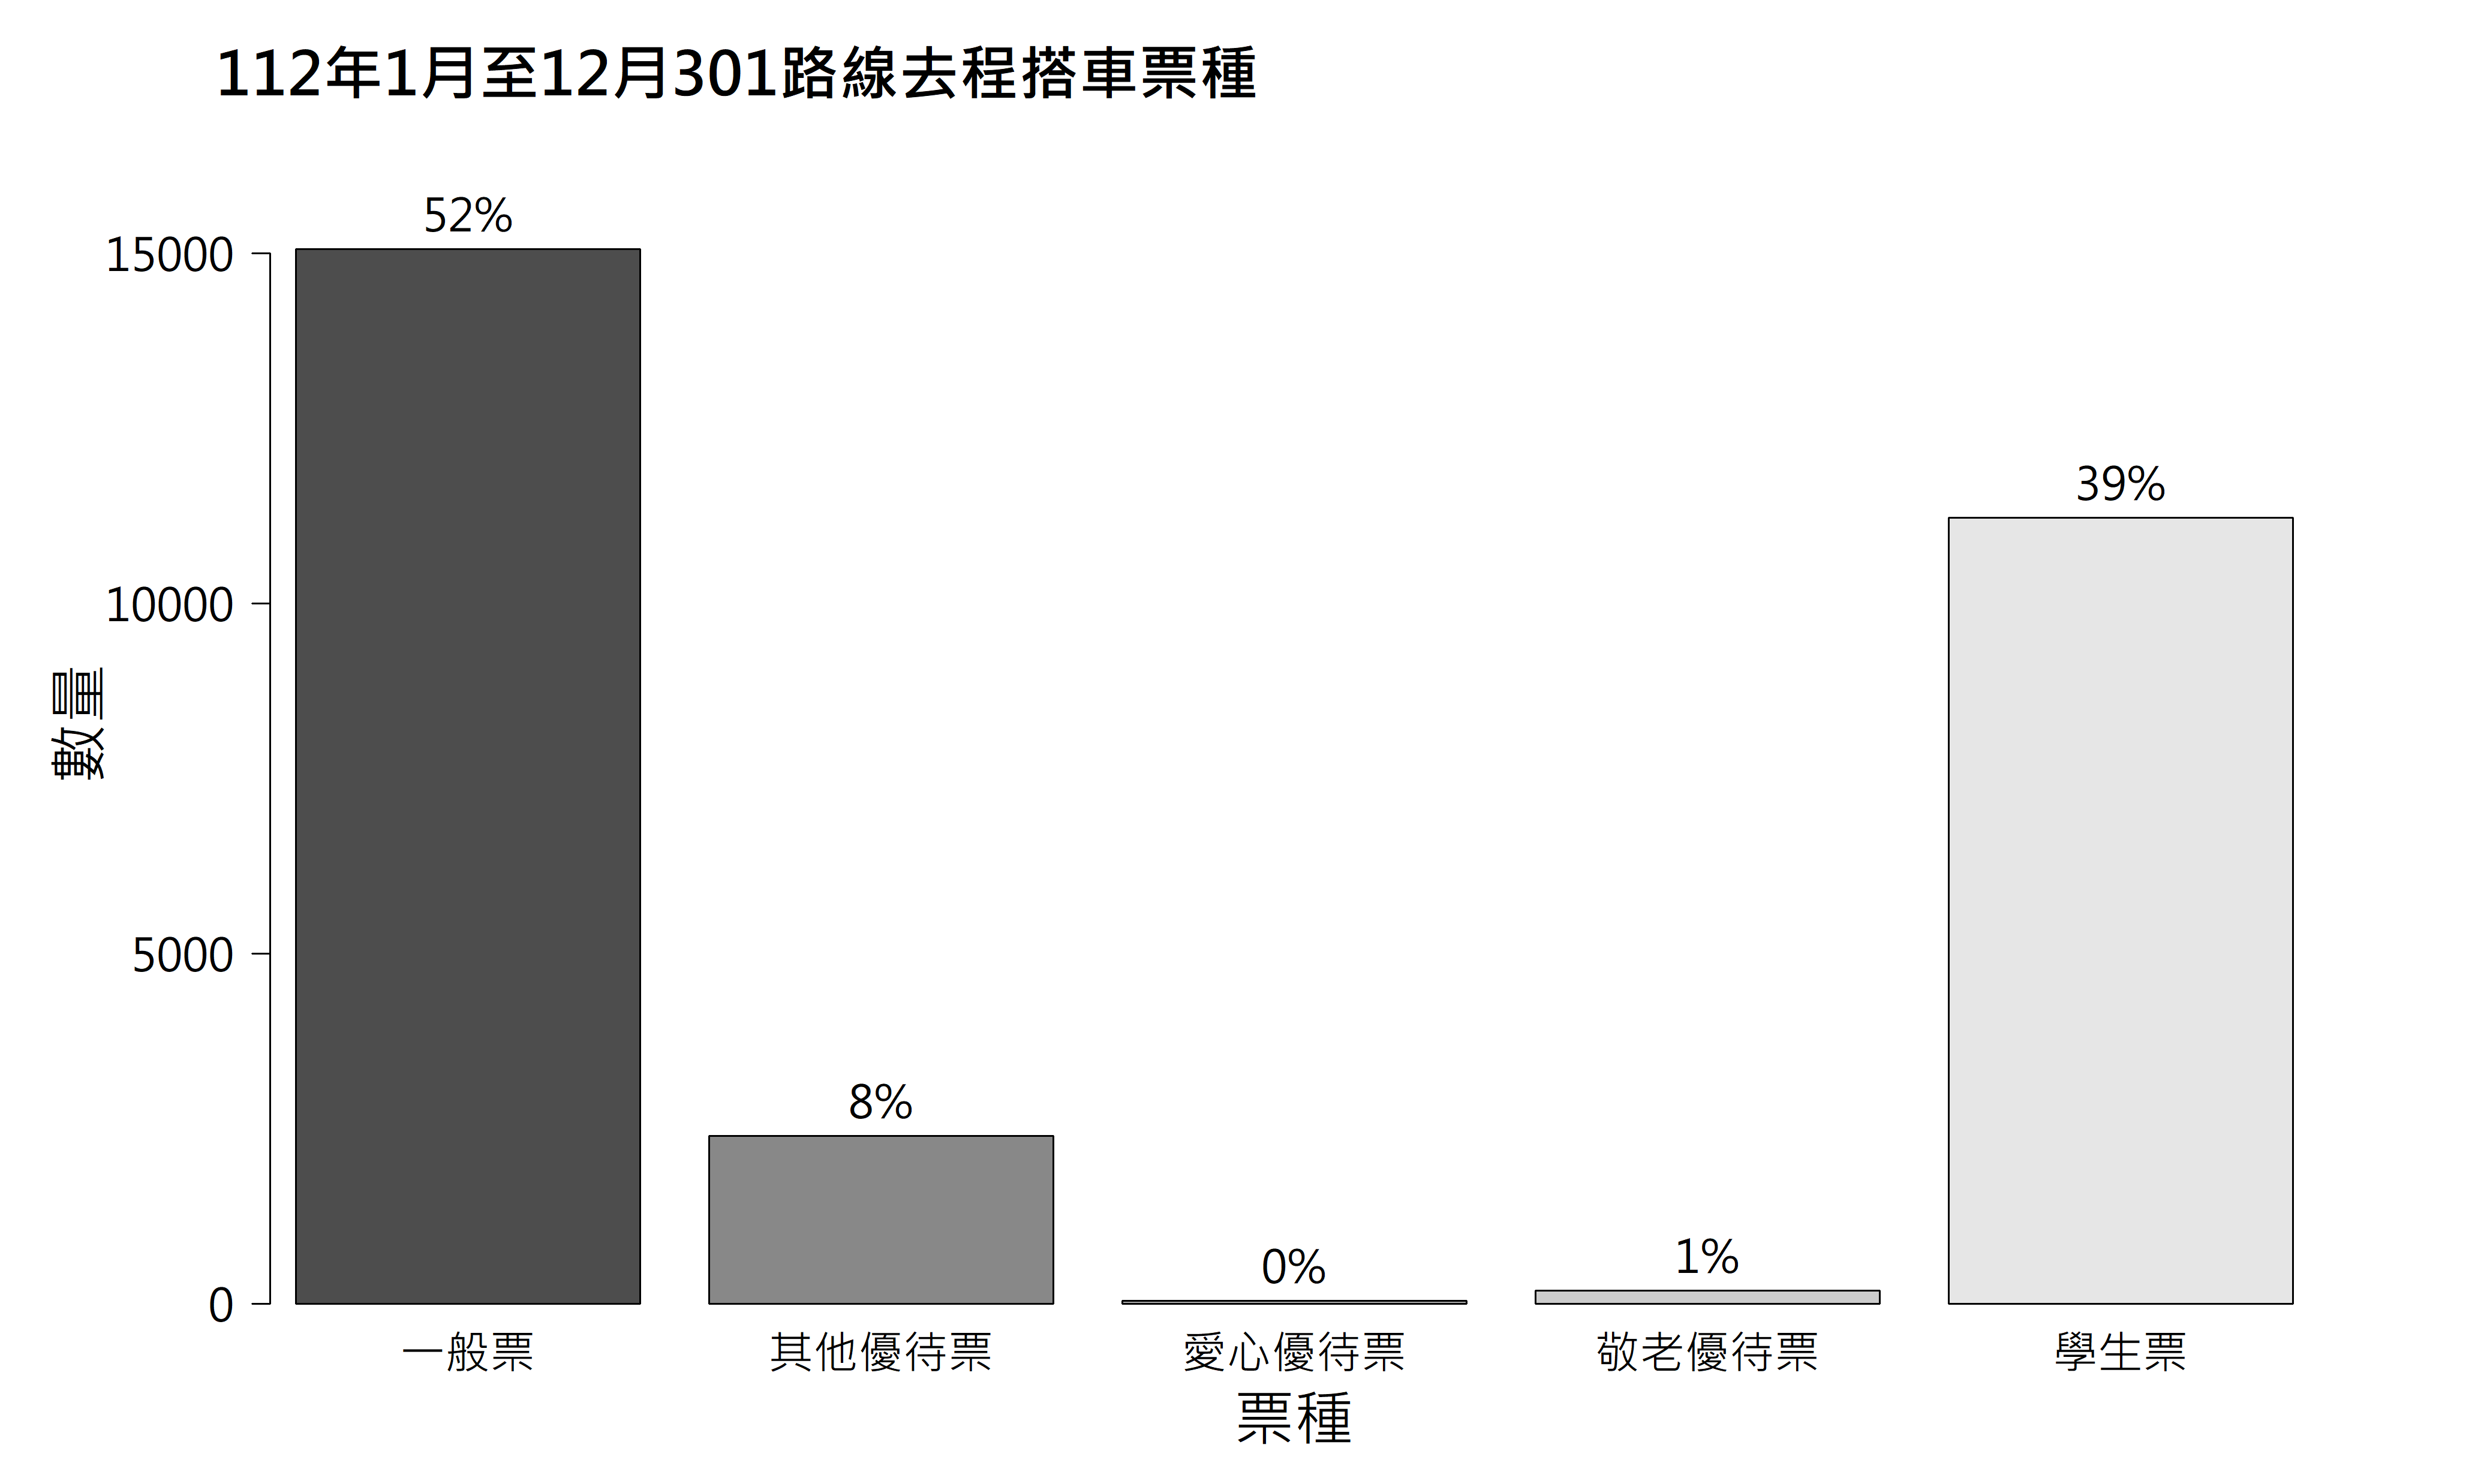 112年1月至12月301路線去程搭車票種
52%
15000
39%
10000
數量
5000
8%
1%
0%
0
一般票 其他優待票 愛心優待票 敬老優待票 學生票
票種